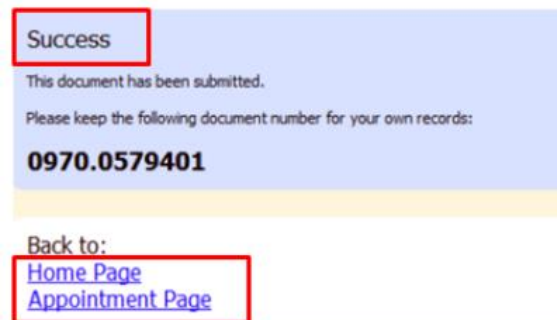 Success
This document has been submitted.
Please keep the following document number for your own records:
0970.0579401
Back to:
Home Page
Appointment Page